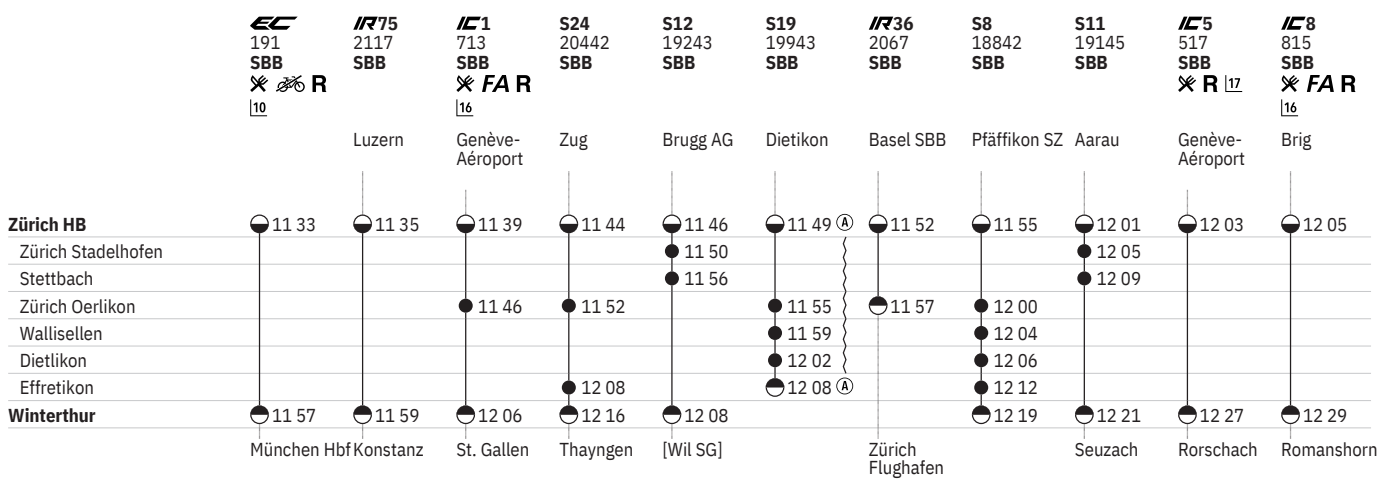 EC IR75 IC1 S24 S12 S19 IR36 S8 S11 IC5 IC8
191 2117 713 20442 19243 19943 2067 18842 19145 517 815
SBB SBB SBB SBB SBB SBB SBB SBB SBB SBB SBB
R FA R R 17 FA R
10 16 16
Luzern Genève- Zug Brugg AG Dietikon Basel SBB Pfäffikon SZ Aarau Genève- Brig
Aéroport Aéroport
Zürich HB 11 33 11 35 11 39 11 44 11 46 11 49 A 11 52 11 55 12 01 12 03 12 05
Zürich Stadelhofen 11 50 12 05
Stettbach 11 56 12 09
Zürich Oerlikon 11 46 11 52 11 55 11 57 12 00
Wallisellen 11 59 12 04
Dietlikon 12 02 12 06
Effretikon 12 08 12 08 A 12 12
Winterthur 11 57 11 59 12 06 12 16 12 08 12 19 12 21 12 27 12 29
München Hbf Konstanz St. Gallen Thayngen [Wil SG] Zürich Seuzach Rorschach Romanshorn
Flughafen